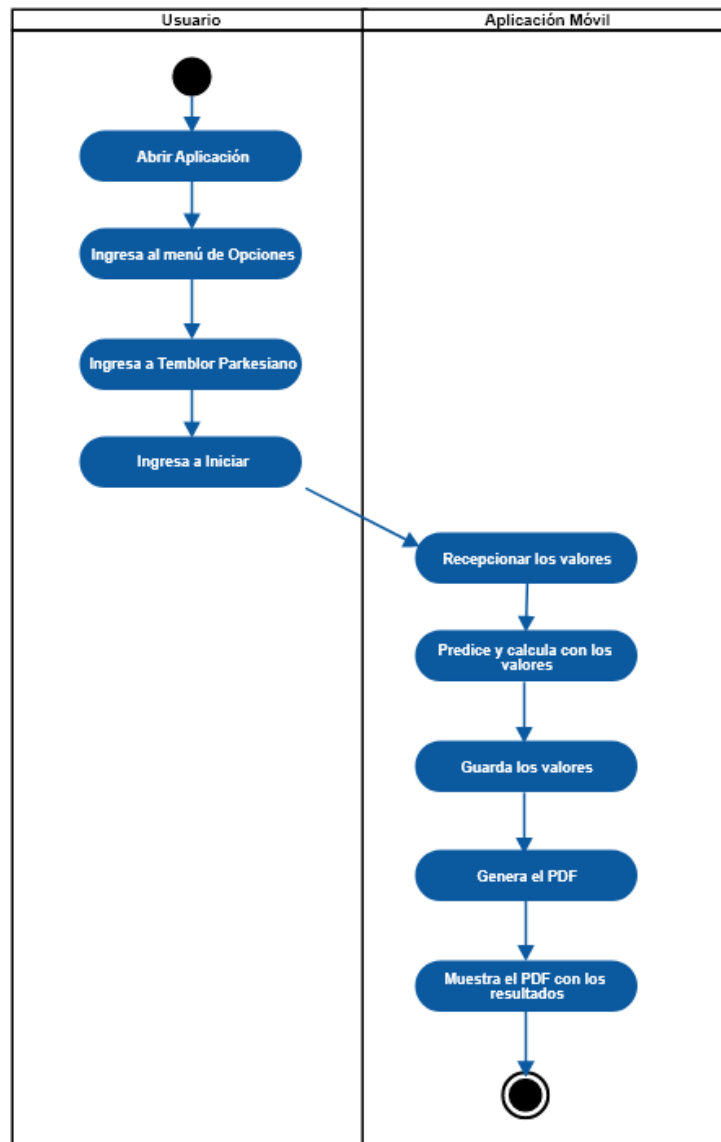 Usuario
Aplicación Móvil
Abrir Aplicación
Ingresa al menú de Opciones
Ingresa a Temblor Parkesiano
Ingresa a Iniciar
Recepcionar los valores
Predice y calcula con los
valores
Guarda los valores
Genera el PDF
Muestra el PDF con los
resultados